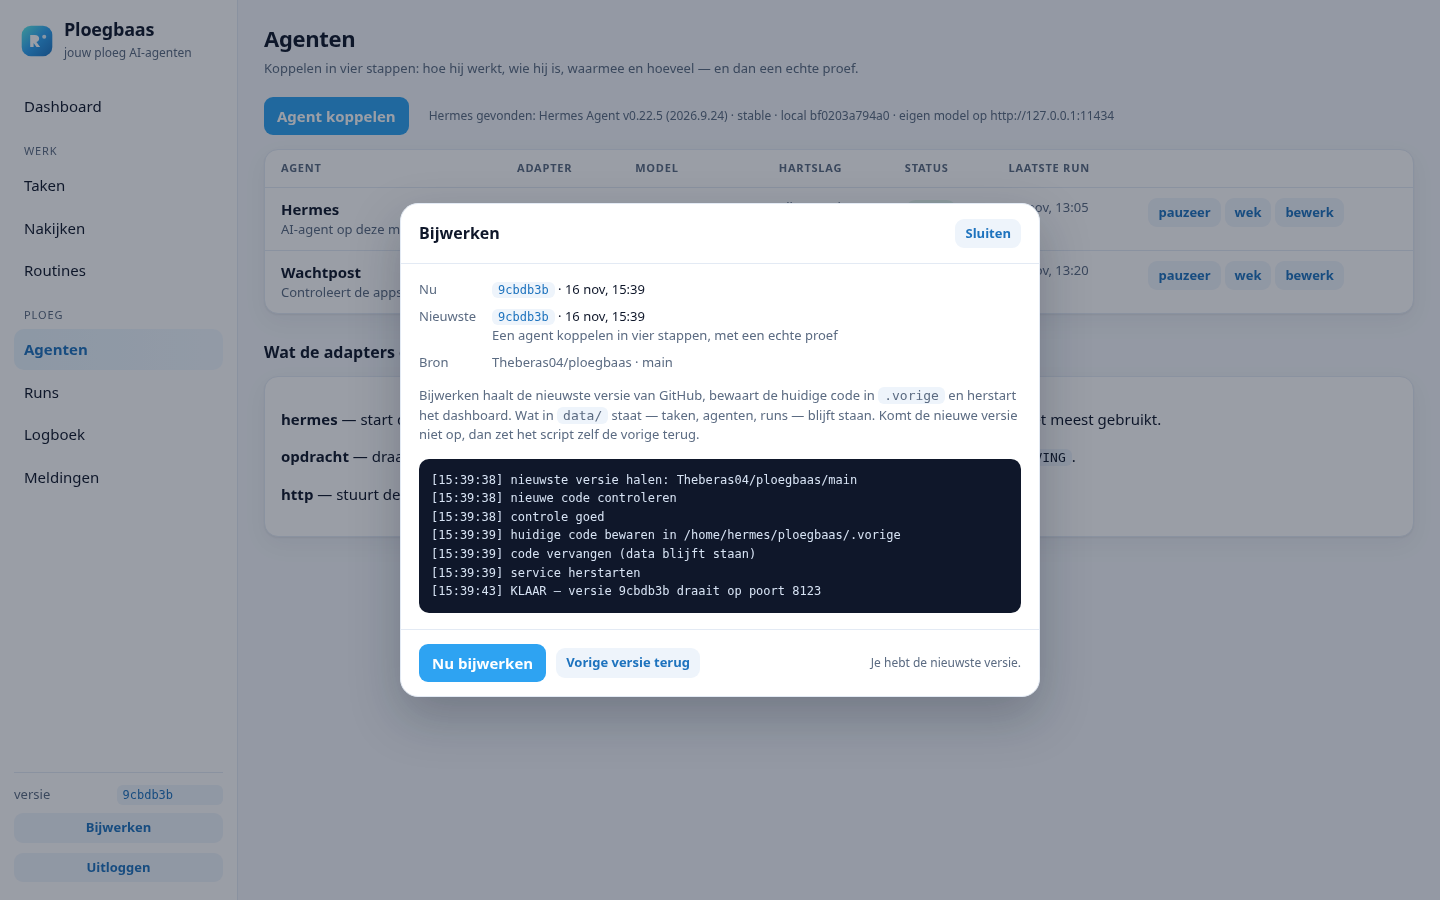 Ploegbaas
jouw ploeg AI-agenten
Dashboard
WERK
Taken
Nakijken
Routines
PLOEG
Agenten
Runs
Logboek
Meldingen
versie 9cbdb3b
Bijwerken
Uitloggen
Agenten
Koppelen in vier stappen: hoe hij werkt, wie hij is, waarmee en hoeveel — en dan een echte proef.
Agent koppelen Hermes gevonden: Hermes Agent v0.22.5 (2026.9.24) · stable · local bf0203a794a0 · eigen model op http://127.0.0.1:11434
AGENT ADAPTER MODEL HARTSLAG STATUS LAATSTE RUN
Hermes nov, 13:05 pauzeer wek bewerk
AI-agent op deze
Wachtpost nov, 13:20 pauzeer wek bewerk
Controleert de apps
Wat de adapters
hermes — start meest gebruikt.
opdracht —
http — stuurt de
Bijwerken Sluiten
Nu 9cbdb3b · 16 nov, 15:39
Nieuwste 9cbdb3b · 16 nov, 15:39
Een agent koppelen in vier stappen, met een echte proef
Bron Theberas04/ploegbaas · main
Bijwerken haalt de nieuwste versie van GitHub, bewaart de huidige code in .vorige en herstart
het dashboard. Wat in data/ staat — taken, agenten, runs — blijft staan. Komt de nieuwe versie
niet op, dan zet het script zelf de vorige terug.
[15:39:38] nieuwste versie halen: Theberas04/ploegbaas/main
[15:39:38] nieuwe code controleren
[15:39:38] controle goed
[15:39:39] huidige code bewaren in /home/hermes/ploegbaas/.vorige
[15:39:39] code vervangen (data blijft staan)
[15:39:39] service herstarten
[15:39:43] KLAAR — versie 9cbdb3b draait op poort 8123
Nu bijwerken Vorige versie terug Je hebt de nieuwste versie.